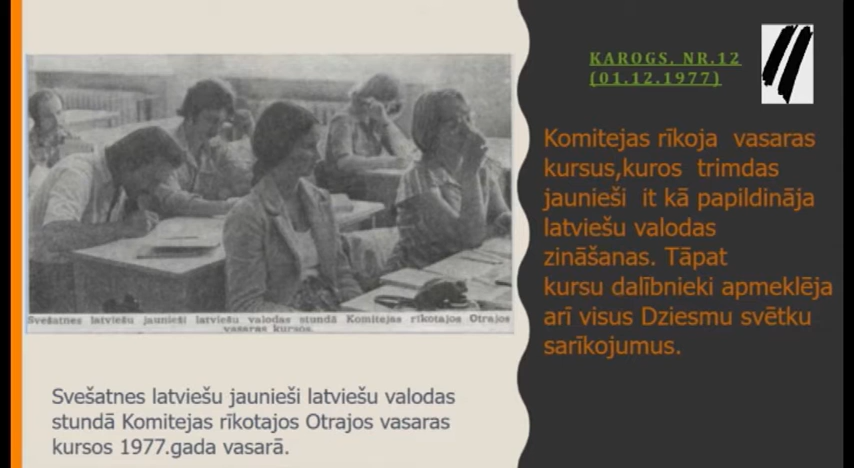 KAROGS, NR.12
(01.12.1977)
Komitejas rīkoja vasaras
kursus,kuros trimdas
jaunieši it kā papildināja
latviešu valodas
zināšanas. Tāpat
kursu dalībnieki apmeklēja
arī visus Dziesmu svētku
sarīkojumus.
Svešatnes latviešu jaunieši latviešu valodas stundā Komitejas rīkotajos Otrajos
vasaras kursos.
Svešatnes latviešu jaunieši latviešu valodas
stundā Komitejas rīkotajos Otrajos vasaras
kursos 1977.gada vasarā.